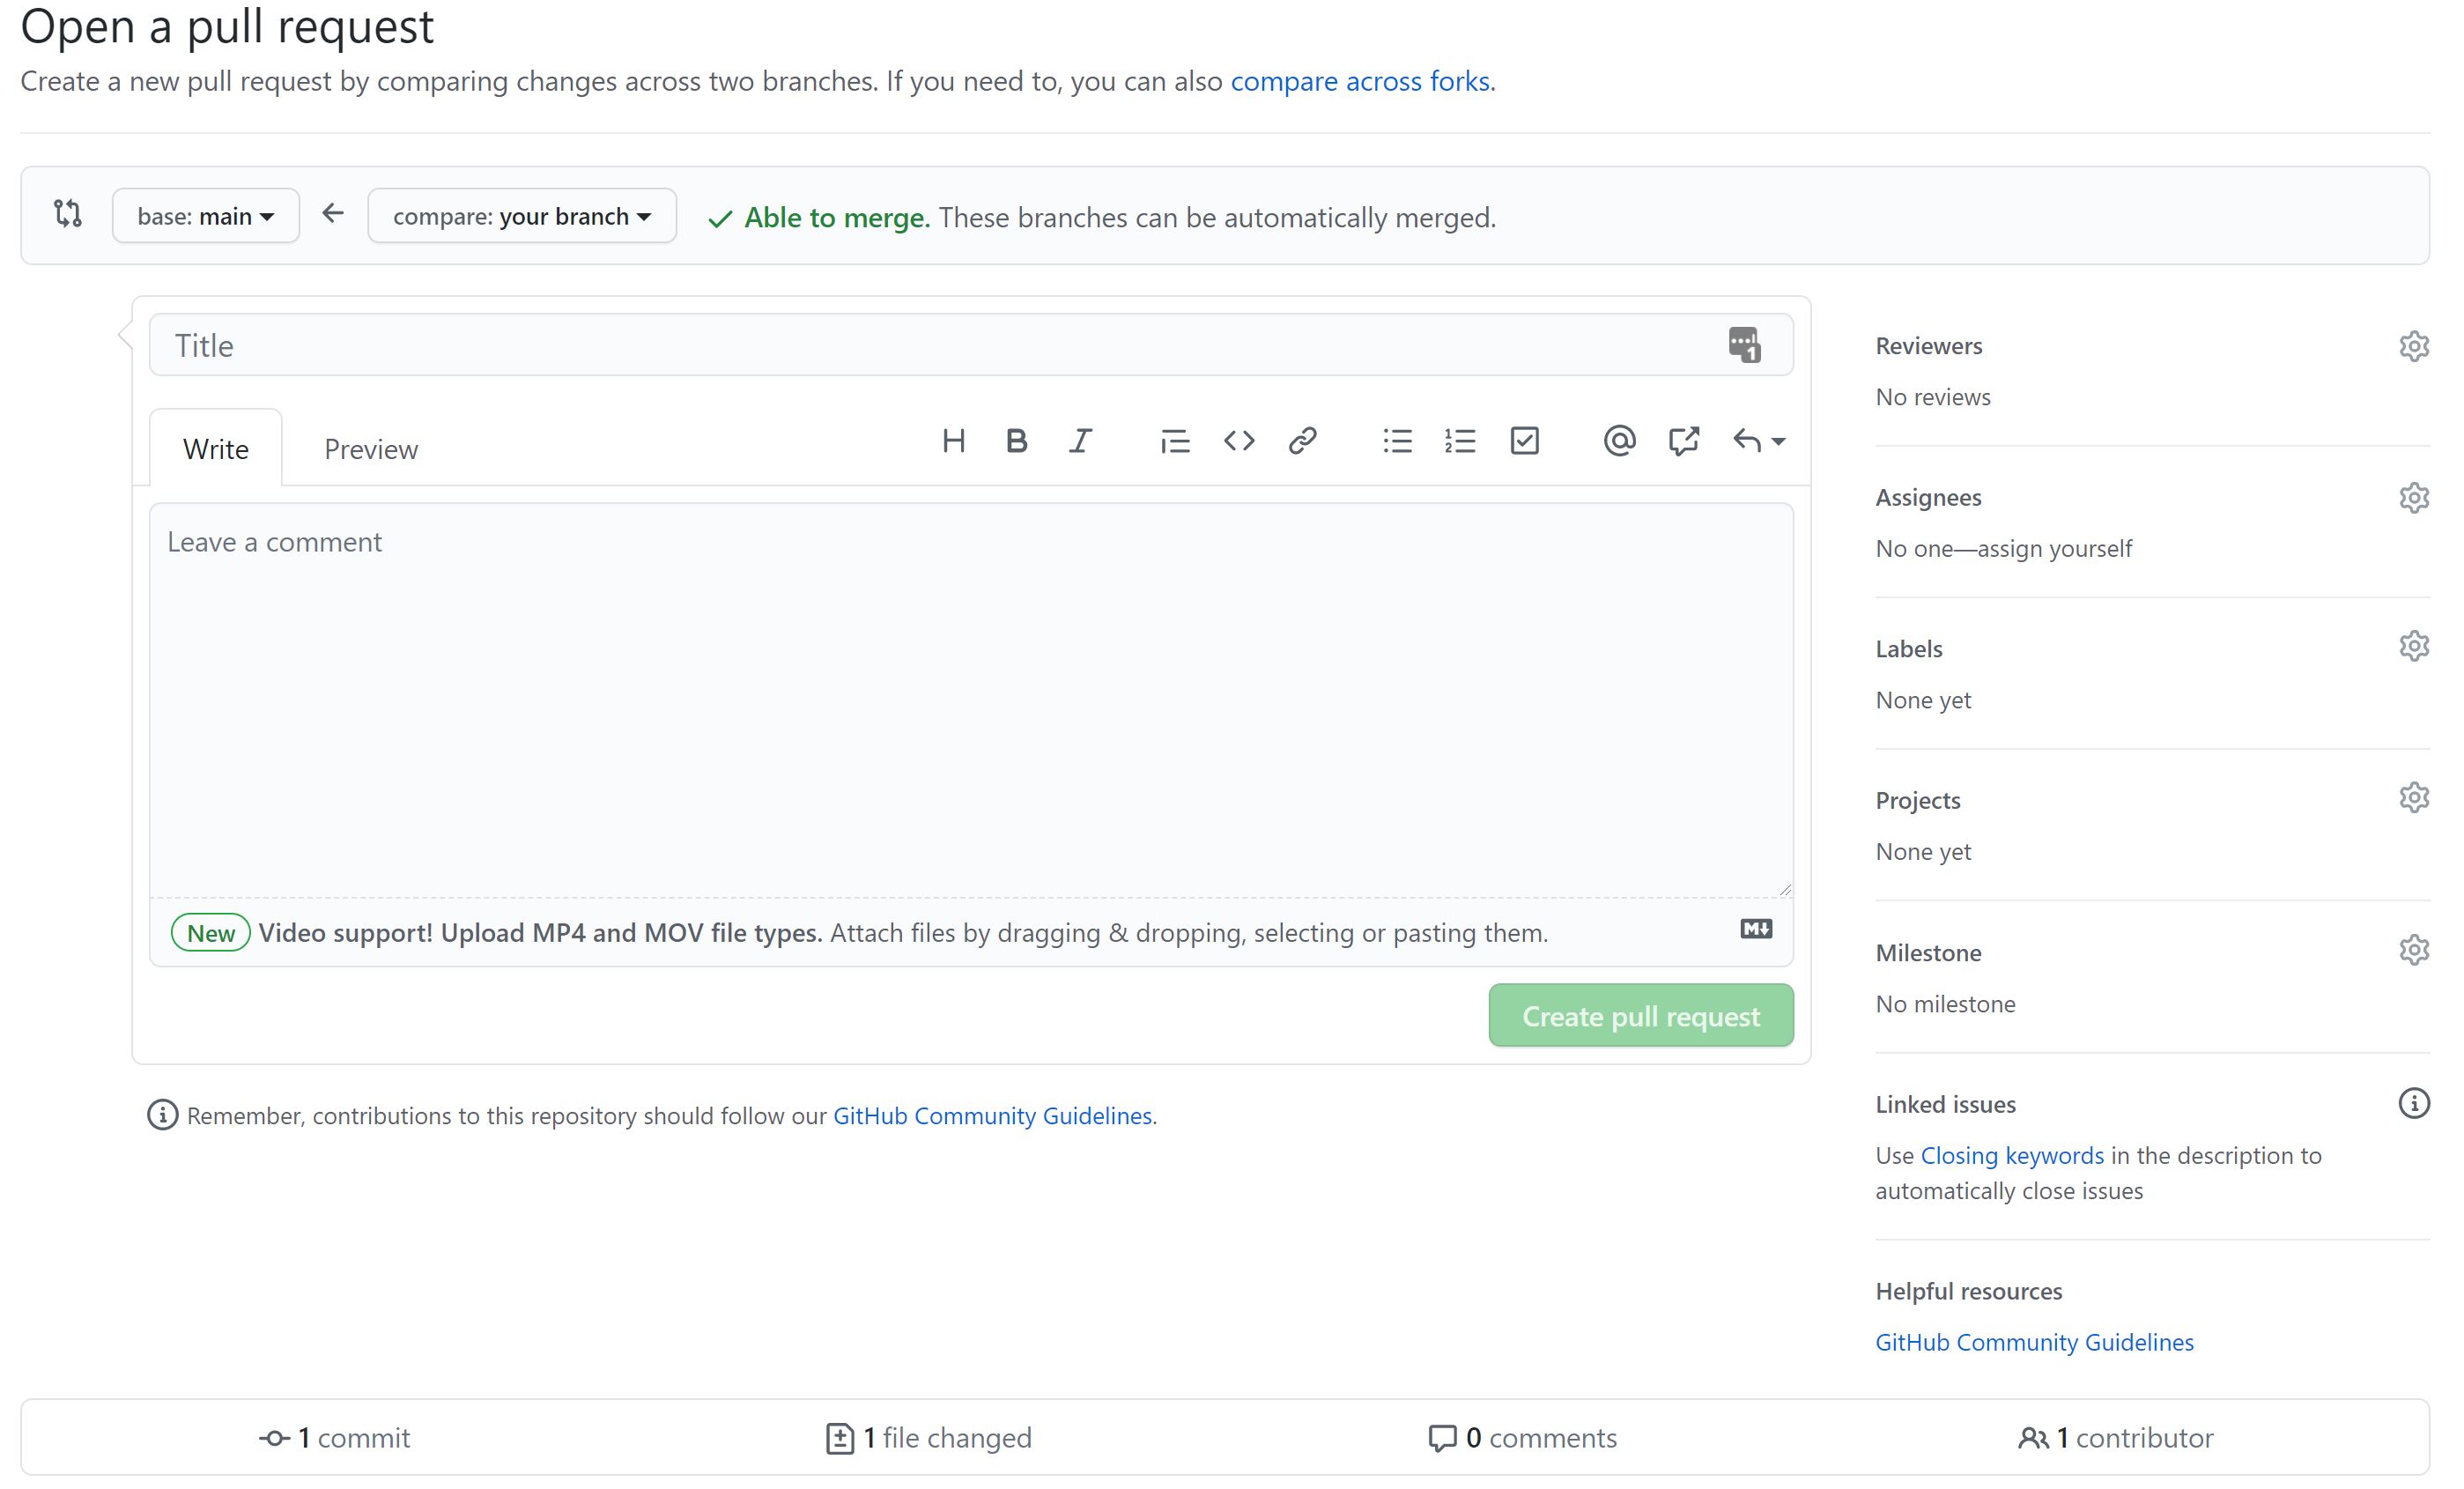 Open a pull request
Create a new pull request by comparing changes across two branches. If you need to, you can also compare across forks.
base: main
compare: your branch
Able to merge. These branches can be automatically merged.
Title
1
Write
Preview
Leave a comment
New Video support! Upload MP4 and MOV file types. Attach files by dragging & dropping, selecting or pasting them.
Create pull request
Remember, contributions to this repository should follow our GitHub Community Guidelines.
Reviewers
No reviews
Assignees
No one—assign yourself
Labels
None yet
Projects
None yet
Milestone
No milestone
Linked issues
Use Closing keywords in the description to
automatically close issues
Helpful resources
GitHub Community Guidelines
1 commit
1 file changed
0 comments
1 contributor